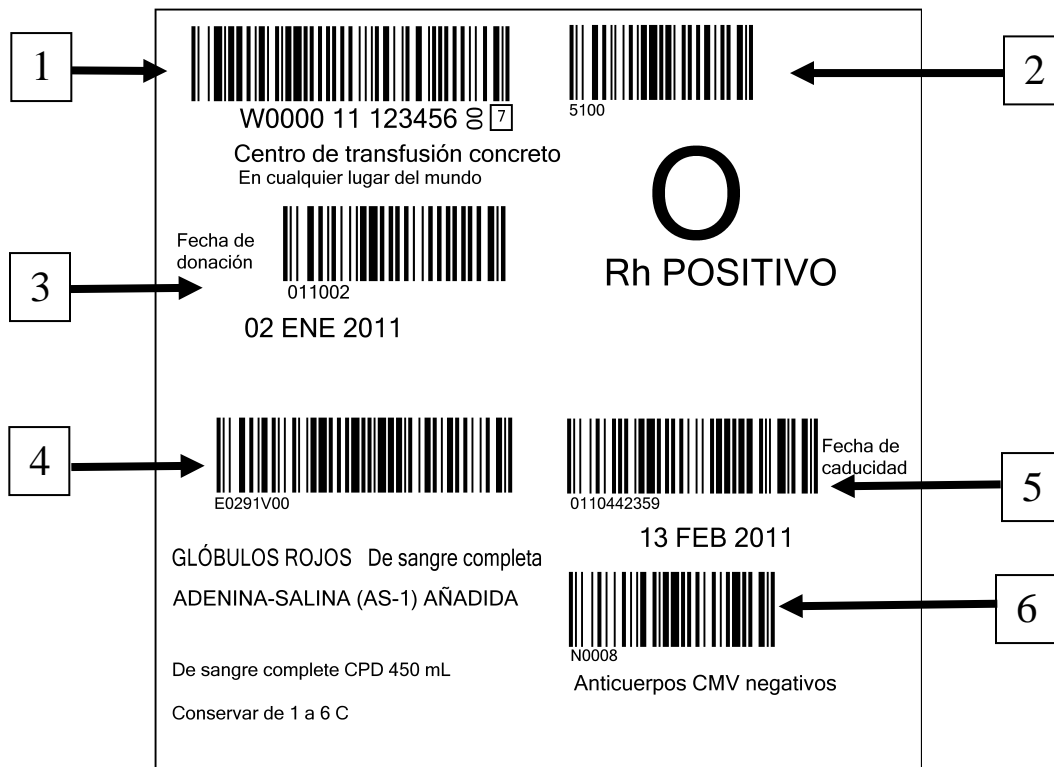 1
W0000 11 123456 00 7
Centro de transfusión concreto
En cualquier lugar del mundo
2
5100
O
Rh POSITIVO
3
Fecha de
donación
011002
02 ENE 2011
4
E0291V00
GLÓBULOS ROJOS De sangre completa
ADENINA-SALINA (AS-1) AÑADIDA
De sangre complete CPD 450 mL
Conservar de 1 a 6 C
5
Fecha de
caducidad
0110442359
13 FEB 2011
6
N0008
Anticuerpos CMV negativos